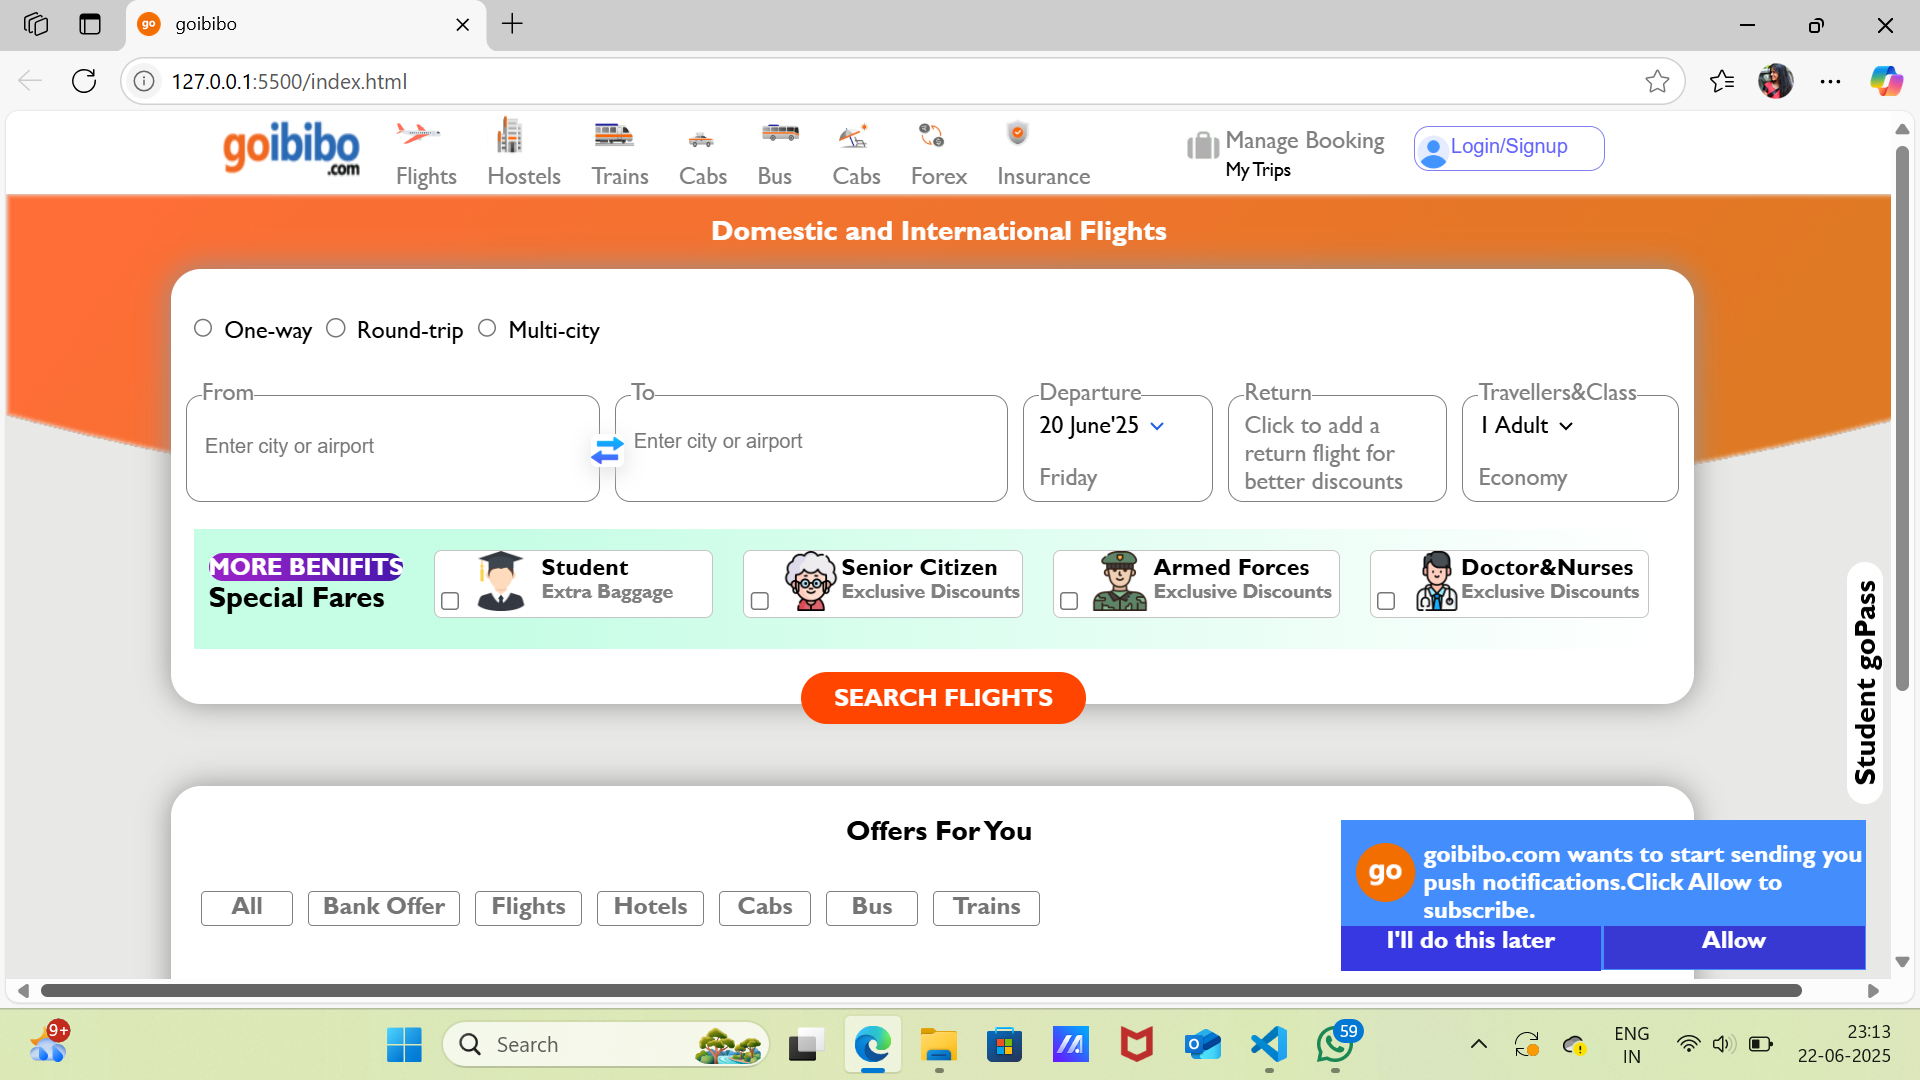 go goibibo
127.0.0.1:5500/index.html
goibibo
.com
Flights
Hostels
Trains
Cabs
Bus
Cabs
Forex
Insurance
Manage Booking
My Trips
Login/Signup
Domestic and International Flights
One-way Round-trip Multi-city
From
Enter city or airport
To
Enter city or airport
Departure
20 June'25
Friday
Return
Click to add a
return flight for
better discounts
Travellers&Class
1 Adult
Economy
MORE BENIFITS
Special Fares
Student
Extra Baggage
Senior Citizen
Exclusive Discounts
Armed Forces
Exclusive Discounts
Doctor&Nurses
Exclusive Discounts
SEARCH FLIGHTS
Student goPass
Offers For You
All
Bank Offer
Flights
Hotels
Cabs
Bus
Trains
go
goibibo.com wants to start sending you
push notifications.Click Allow to
subscribe.
I'll do this later
Allow
9+
Search
59
ENG
IN
23:13
22-06-2025